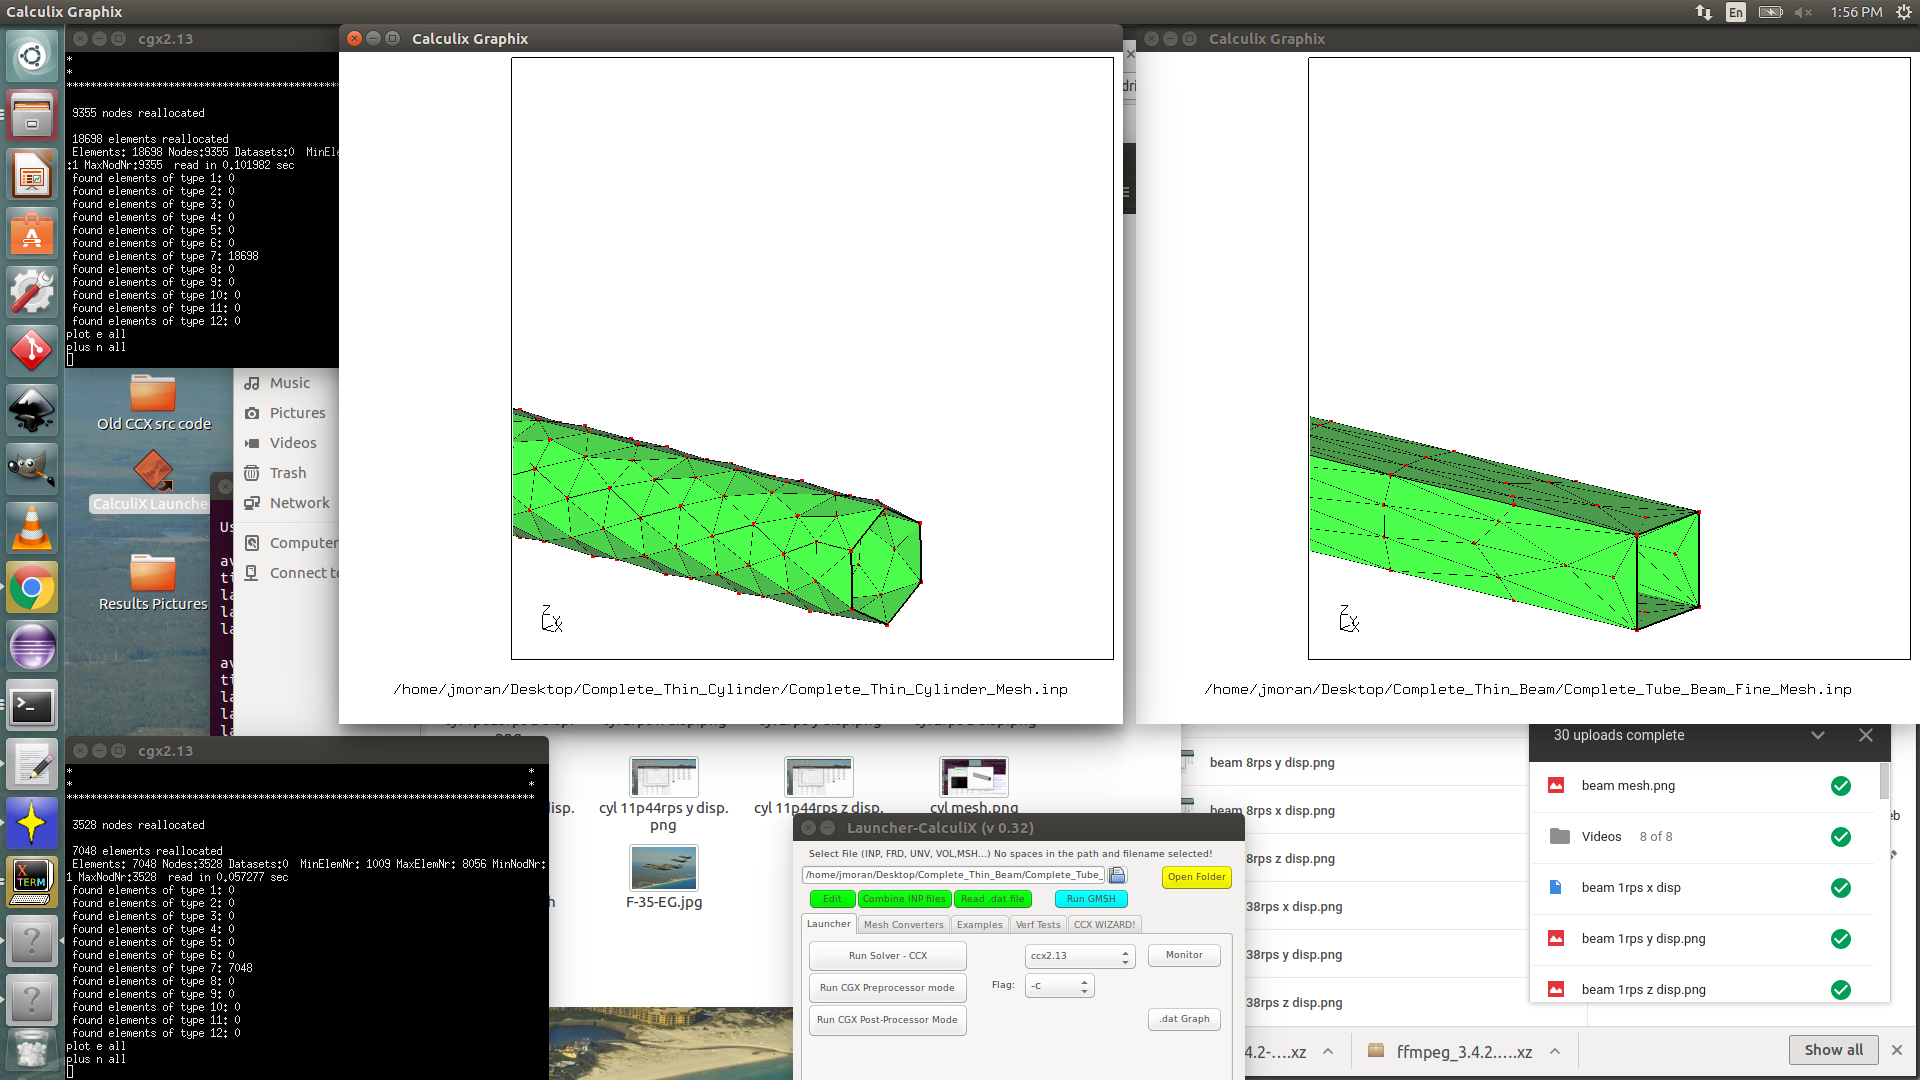 Calculix Graphix
En
1:56 PM
cgx2.13
*
*
9355 nodes reallocated
18698 elements reallocated
Elements: 18698 Nodes:9355 Datasets:0 MinEle
:1 MaxNodNr:9355 read in 0.101982 sec
found elements of type 1: 0
found elements of type 2: 0
found elements of type 3: 0
found elements of type 4: 0
found elements of type 5: 0
found elements of type 6: 0
found elements of type 7: 18698
found elements of type 8: 0
found elements of type 9: 0
found elements of type 10: 0
found elements of type 11: 0
found elements of type 12: 0
plot e all
plus n all
Calculix Graphix
Z
Y
X
/home/jmoran/Desktop/Complete_Thin_Cylinder/Complete_Thin_Cylinder_Mesh.inp
Calculix Graphix
Z
Y
X
/home/jmoran/Desktop/Complete_Thin_Beam/Complete_Tube_Beam_Fine_Mesh.inp
dri
Old CCX src code
CalculiX Launcher
Results Pictures
Music
Pictures
Videos
Trash
Network
Computer
Connect to
X TERM
cgx2.13
* *
* *
3528 nodes reallocated
7048 elements reallocated
Elements: 7048 Nodes:3528 Datasets:0 MinElemNr: 1009 MaxElemNr: 8056 MinNodNr:
1 MaxNodNr:3528 read in 0.057277 sec
found elements of type 1: 0
found elements of type 2: 0
found elements of type 3: 0
found elements of type 4: 0
found elements of type 5: 0
found elements of type 6: 0
found elements of type 7: 7048
found elements of type 8: 0
found elements of type 9: 0
found elements of type 10: 0
found elements of type 11: 0
found elements of type 12: 0
plot e all
plus n all
disp.
cyl 11p44rps y disp.
png
cyl 11p44rps z disp.
cyl mesh.png
F-35-EG.jpg
Launcher-CalculiX (v 0.32)
Select File (INP, FRD, UNV, VOL,MSH...) No spaces in the path and filename selected!
/home/jmoran/Desktop/Complete_Thin_Beam/Complete_Tube_
Open Folder
Edit
Combine INP files
Read .dat file
Run GMSH
Launcher
Mesh Converters
Examples
Verf Tests
CCX WIZARD!
Run Solver - CCX
ccx2.13
Monitor
Run CGX Preprocessor mode
Flag:
-c
Run CGX Post-Processor Mode
.dat Graph
beam 8rps y disp.png
beam 8rps x disp.png
8rps z disp.png
38rps x disp.png
38rps y disp.png
38rps z disp.png
30 uploads complete
beam mesh.png
Videos 8 of 8
beam 1rps x disp
beam 1rps y disp.png
beam 1rps z disp.png
eb
4.2-....xz
ffmpeg_3.4.2.....xz
Show all